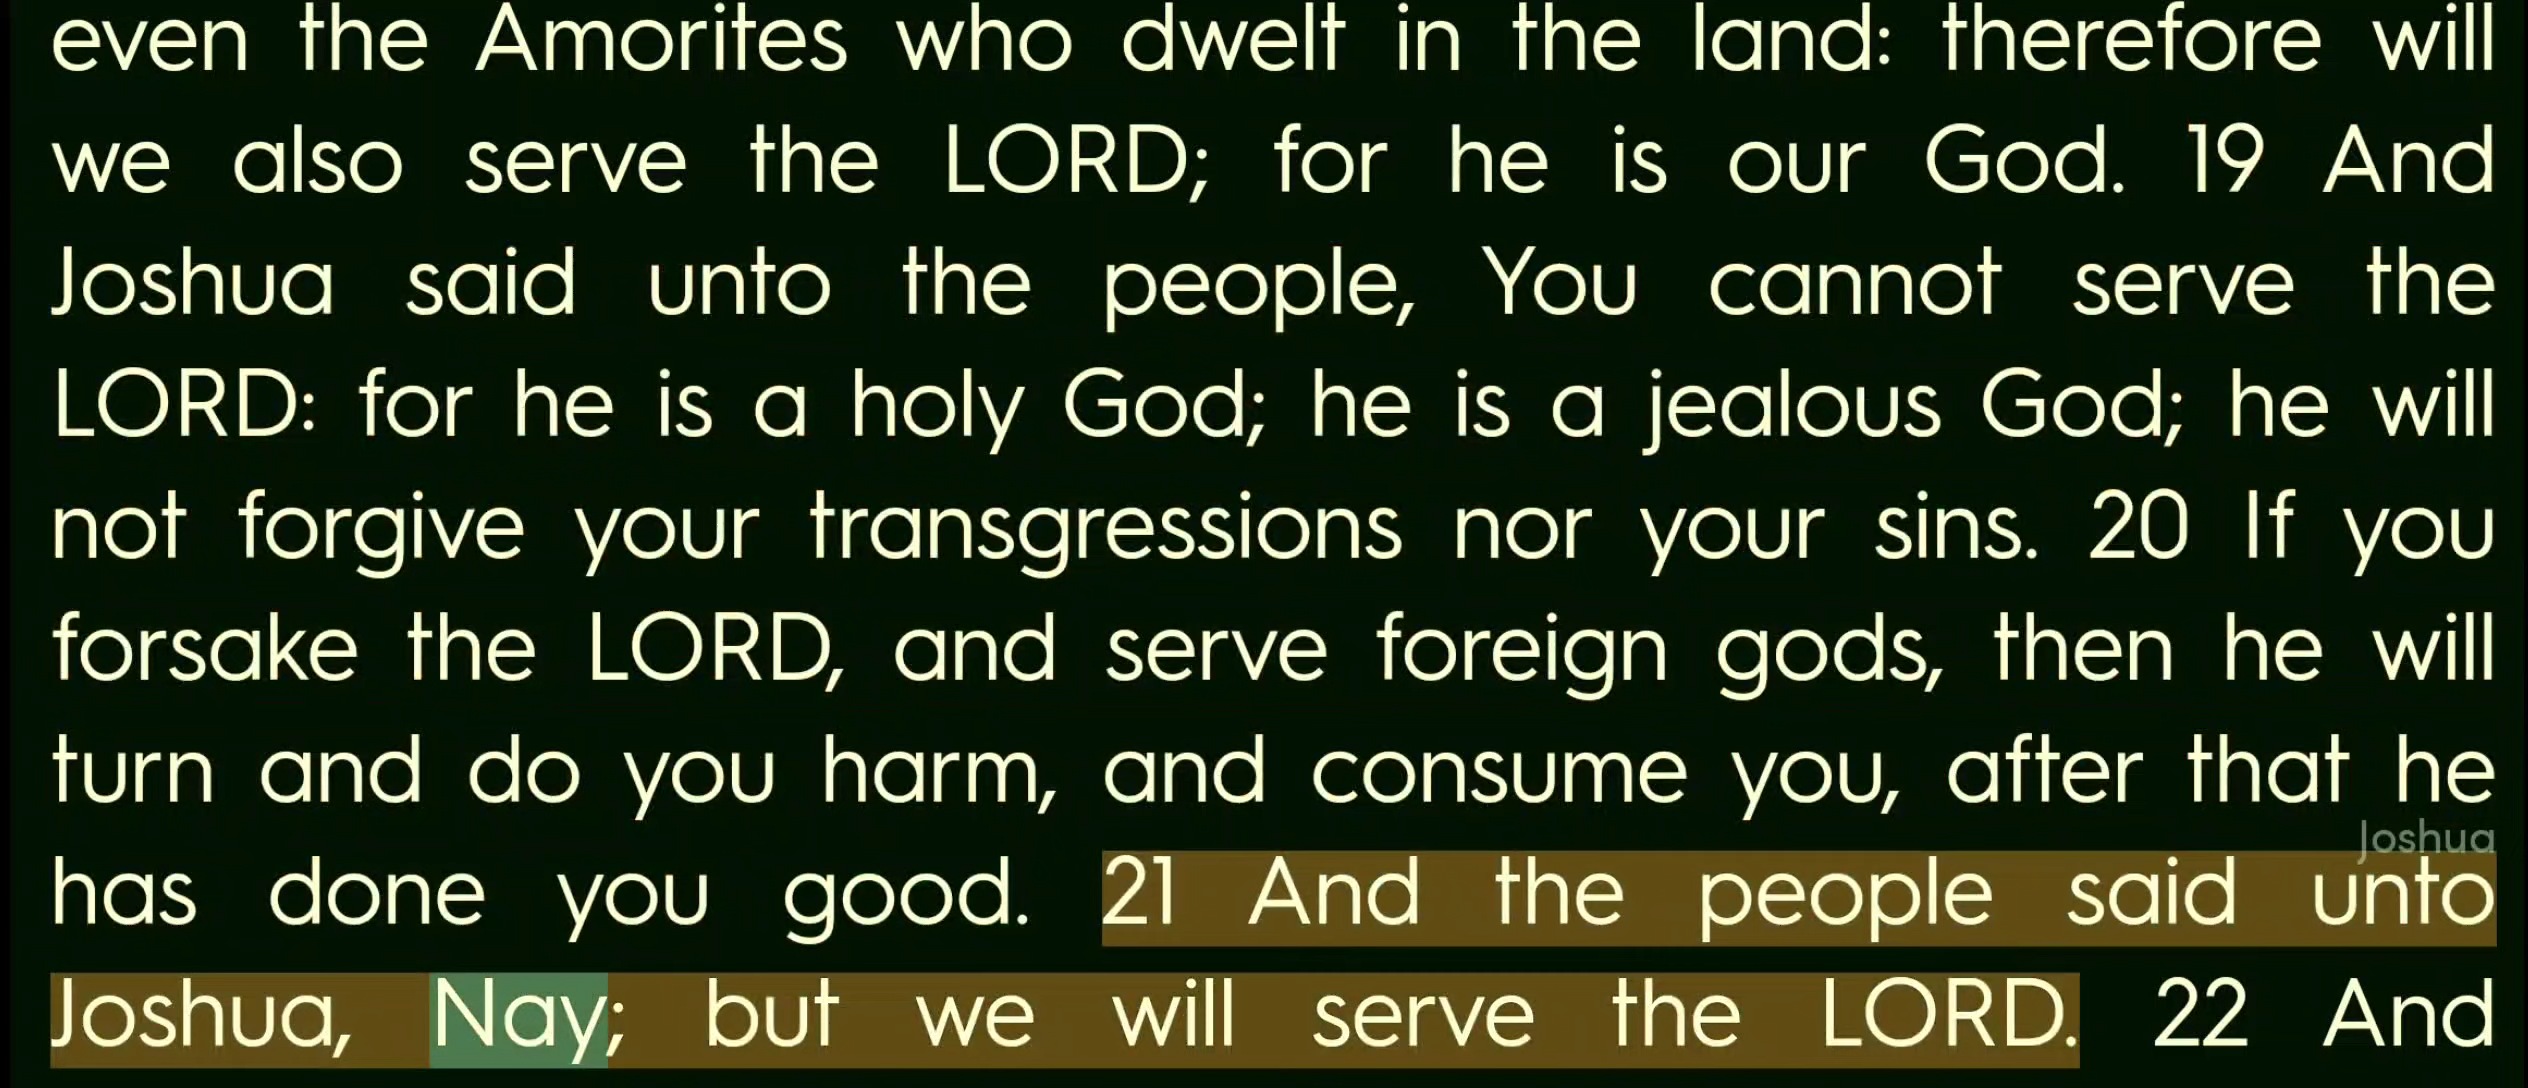 even the Amorites who dwelt in the land: therefore will
we also serve the LORD; for he is our God. 19 And
Joshua said unto the people, You cannot serve the
LORD: for he is a holy God; he is a jealous God; he will
not forgive your transgressions nor your sins. 20 If you
forsake the LORD, and serve foreign gods, then he will
turn and do you harm, and consume you, after that he
Joshua
has done you good. 21 And the people said unto
Joshua, Nay; but we will serve the LORD. 22 And